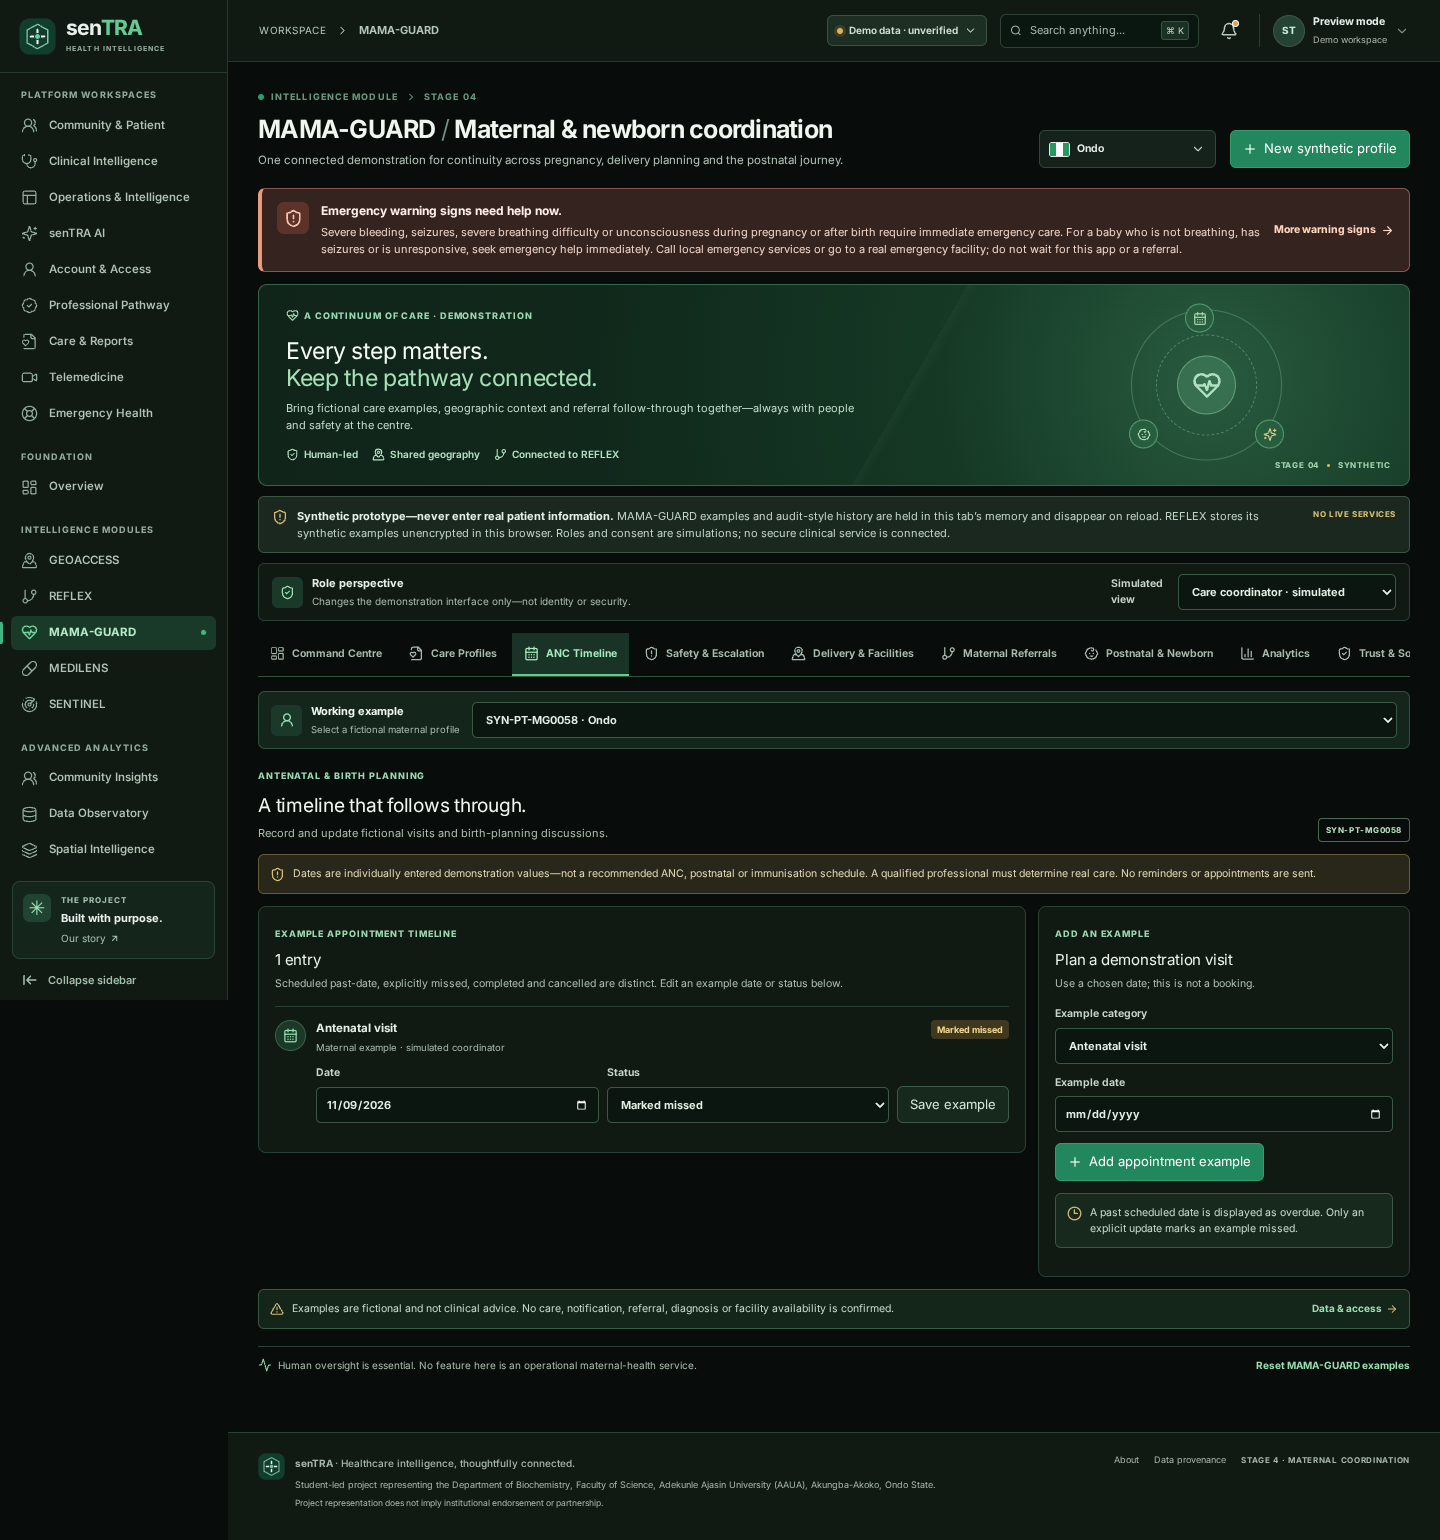 senTRA
HEALTH INTELLIGENCE
PLATFORM WORKSPACES
Community & Patient
Clinical Intelligence
Operations & Intelligence
senTRA AI
Account & Access
Professional Pathway
Care & Reports
Telemedicine
Emergency Health
FOUNDATION
Overview
INTELLIGENCE MODULES
GEOACCESS
REFLEX
MAMA-GUARD
MEDILENS
SENTINEL
ADVANCED ANALYTICS
Community Insights
Data Observatory
Spatial Intelligence
THE PROJECT
Built with purpose.
Our story
Collapse sidebar
WORKSPACE > MAMA-GUARD
Demo data · unverified
Search anything...
⌘ K
ST
Preview mode
Demo workspace
INTELLIGENCE MODULE > STAGE 04
MAMA-GUARD / Maternal & newborn coordination
One connected demonstration for continuity across pregnancy, delivery planning and the postnatal journey.
Ondo
+ New synthetic profile
Emergency warning signs need help now.
Severe bleeding, seizures, severe breathing difficulty or unconsciousness during pregnancy or after birth require immediate emergency care. For a baby who is not breathing, has
seizures or is unresponsive, seek emergency help immediately. Call local emergency services or go to a real emergency facility; do not wait for this app or a referral.
More warning signs →
A CONTINUUM OF CARE · DEMONSTRATION
Every step matters.
Keep the pathway connected.
Bring fictional care examples, geographic context and referral follow-through together—always with people
and safety at the centre.
Human-led
Shared geography
Connected to REFLEX
STAGE 04 • SYNTHETIC
Synthetic prototype—never enter real patient information. MAMA-GUARD examples and audit-style history are held in this tab's memory and disappear on reload. REFLEX stores its
synthetic examples unencrypted in this browser. Roles and consent are simulations; no secure clinical service is connected.
NO LIVE SERVICES
Role perspective
Changes the demonstration interface only—not identity or security.
Simulated
view
Care coordinator · simulated
Command Centre
Care Profiles
ANC Timeline
Safety & Escalation
Delivery & Facilities
Maternal Referrals
Postnatal & Newborn
Analytics
Trust & So
Working example
Select a fictional maternal profile
SYN-PT-MG0058 · Ondo
ANTENATAL & BIRTH PLANNING
A timeline that follows through.
Record and update fictional visits and birth-planning discussions.
SYN-PT-MG0058
Dates are individually entered demonstration values—not a recommended ANC, postnatal or immunisation schedule. A qualified professional must determine real care. No reminders or appointments are sent.
EXAMPLE APPOINTMENT TIMELINE
1 entry
Scheduled past-date, explicitly missed, completed and cancelled are distinct. Edit an example date or status below.
Antenatal visit
Maternal example · simulated coordinator
Marked missed
Date
Status
11/09/2026
Marked missed
Save example
ADD AN EXAMPLE
Plan a demonstration visit
Use a chosen date; this is not a booking.
Example category
Antenatal visit
Example date
mm/dd/yyyy
+ Add appointment example
A past scheduled date is displayed as overdue. Only an
explicit update marks an example missed.
Examples are fictional and not clinical advice. No care, notification, referral, diagnosis or facility availability is confirmed.
Data & access →
Human oversight is essential. No feature here is an operational maternal-health service.
Reset MAMA-GUARD examples
senTRA · Healthcare intelligence, thoughtfully connected.
Student-led project representing the Department of Biochemistry, Faculty of Science, Adekunle Ajasin University (AAUA), Akungba-Akoko, Ondo State.
Project representation does not imply institutional endorsement or partnership.
About
Data provenance
STAGE 4 · MATERNAL COORDINATION